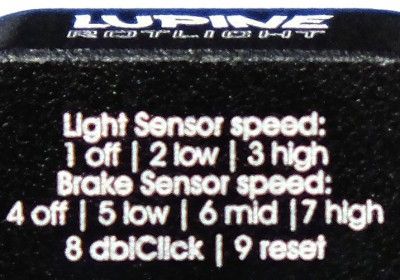 LUPINE
ROTLICHT
Light Sensor speed:
1 off | 2 low | 3 high
Brake Sensor speed:
4 off | 5 low | 6 mid | 7 high
8 dblClick | 9 reset